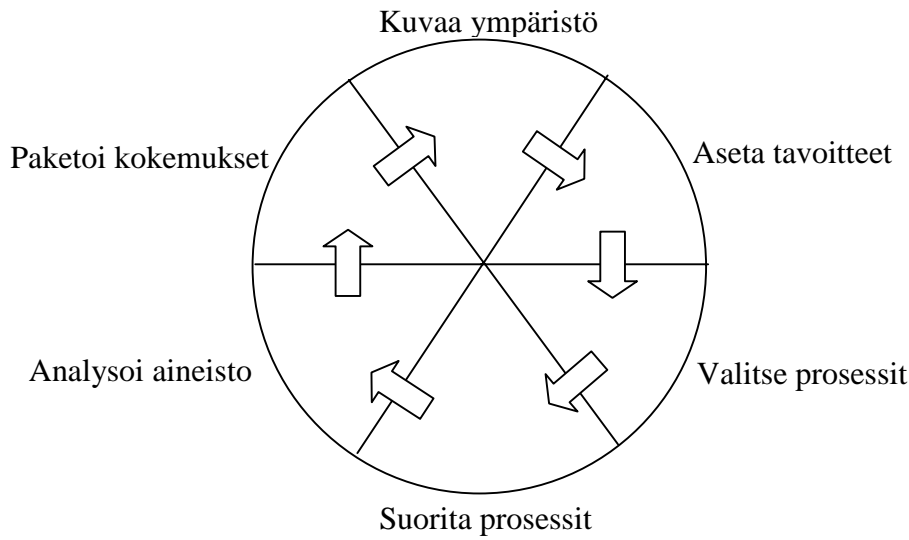 Kuvaa ympäristö
Paketoi kokemukset
Aseta tavoitteet
Analysoi aineisto
Valitse prosessit
Suorita prosessit